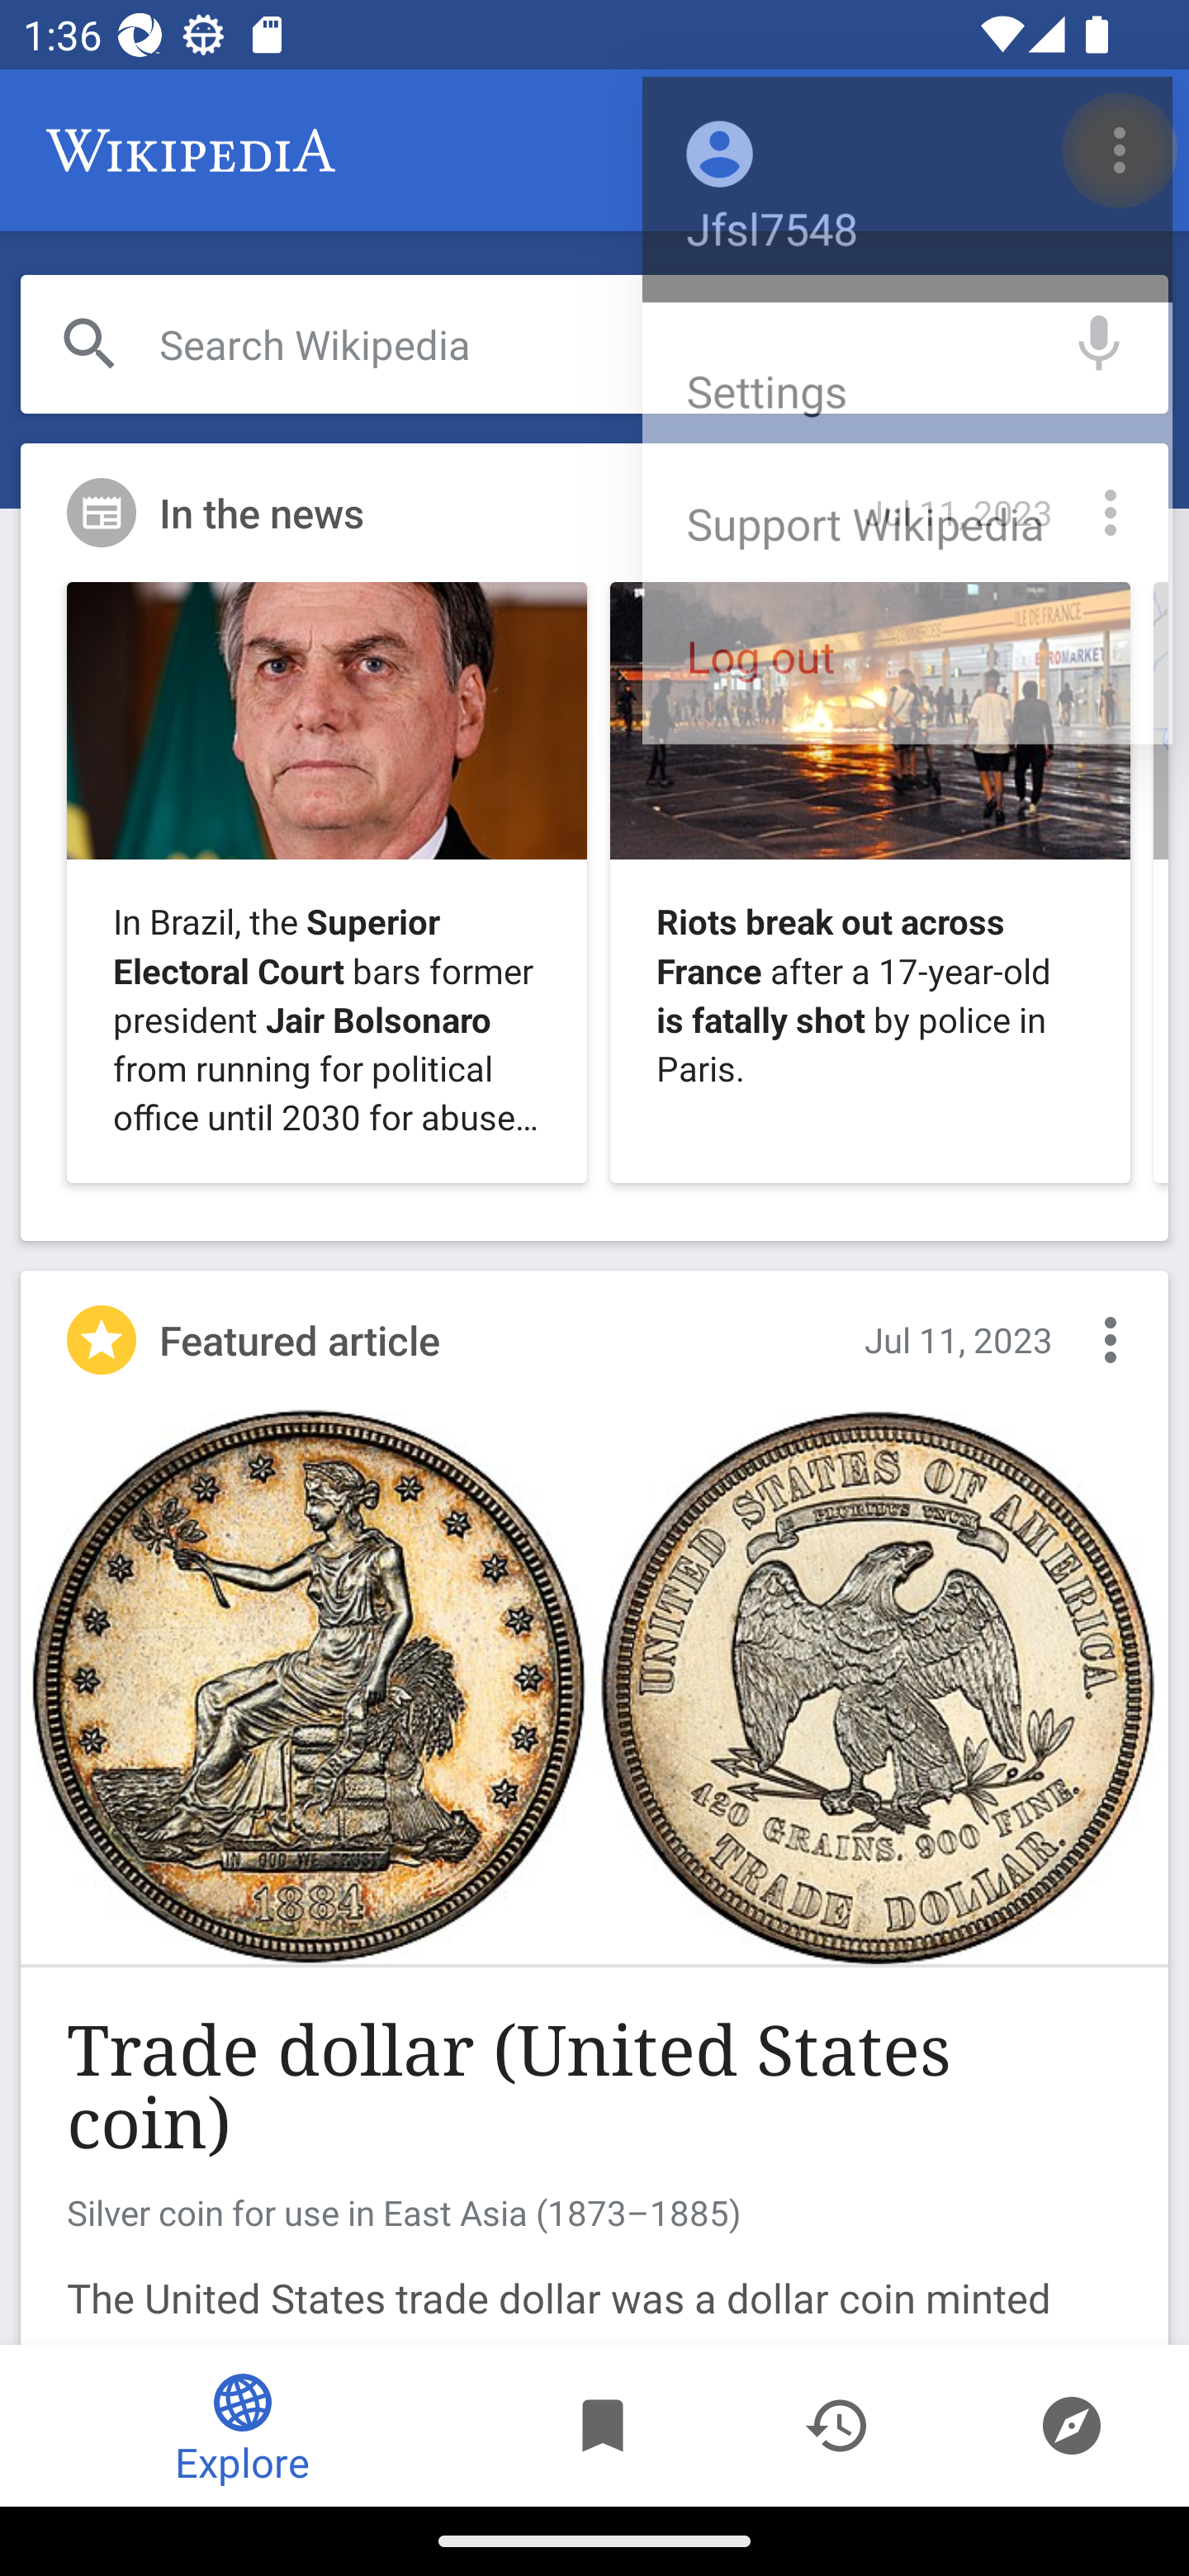 1:36
WIKIPEDIA
Jfsl7548
Search Wikipedia
Settings
In the news
Jul 11, 2023
Support Wikipedia
Log out
COMMERCES
ILE DE FRANCE
ROMARKET
In Brazil, the Superior
Electoral Court bars former
president Jair Bolsonaro
from running for political
office until 2030 for abuse…
Riots break out across
France after a 17-year-old
is fatally shot by police in
Paris.
Featured article
Jul 11, 2023
IN GOD WE TRUST
1884
UNITED STATES OF AMERICA.
E PLURIBUS UNUM
420 GRAINS. 900 FINE.
TRADE DOLLAR.
Trade dollar (United States
coin)
Silver coin for use in East Asia (1873–1885)
The United States trade dollar was a dollar coin minted
Explore